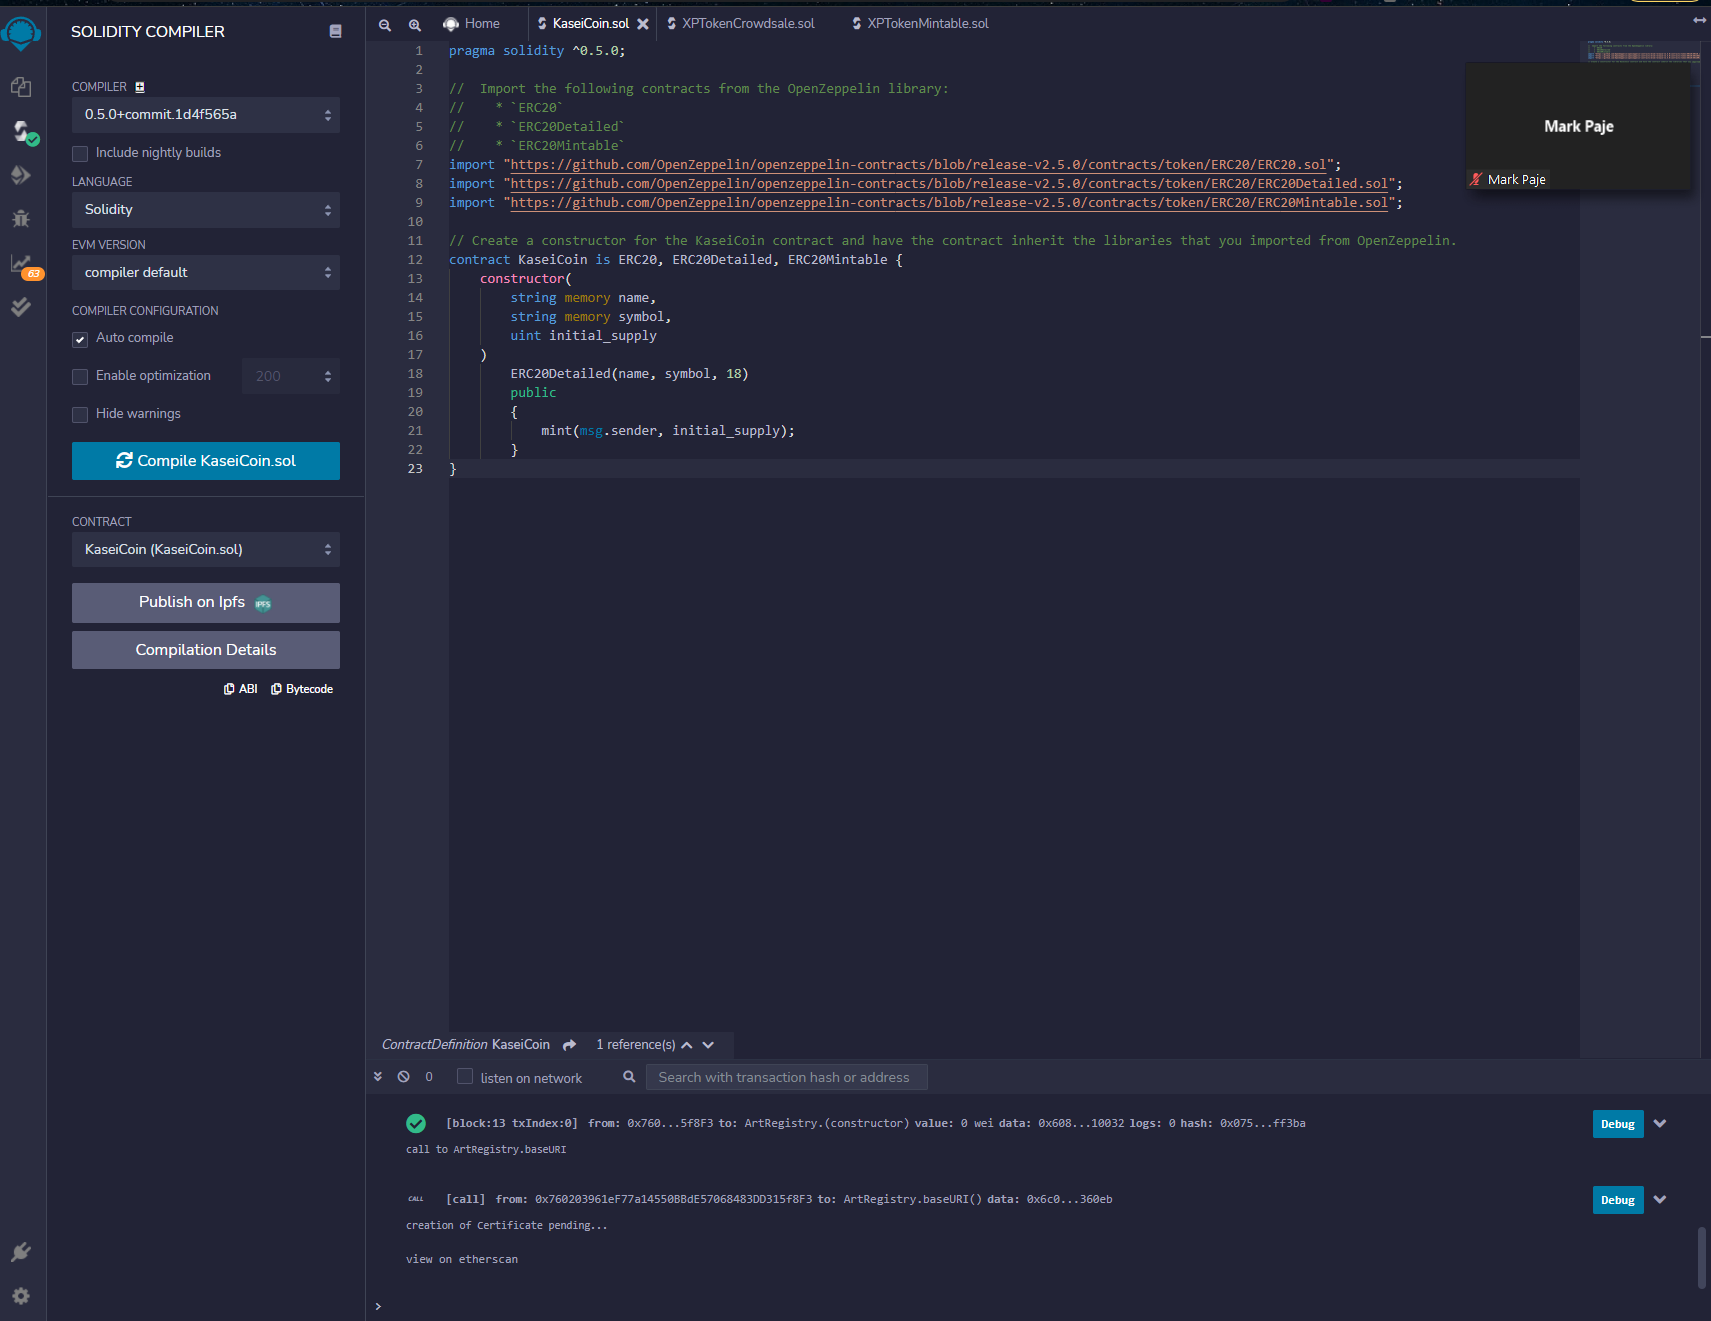 SOLIDITY COMPILER
COMPILER
0.5.0+commit.1d4f565a
Include nightly builds
LANGUAGE
Solidity
EVM VERSION
compiler default
COMPILER CONFIGURATION
Auto compile
Enable optimization
200
Hide warnings
Compile KaseiCoin.sol
CONTRACT
KaseiCoin (KaseiCoin.sol)
Publish on Ipfs IPFS
Compilation Details
ABI Bytecode
63
Home KaseiCoin.sol XPTokenCrowdsale.sol XPTokenMintable.sol
1 pragma solidity ^0.5.0;
2
3 //  Import the following contracts from the OpenZeppelin library:
4 //    * `ERC20`
5 //    * `ERC20Detailed`
6 //    * `ERC20Mintable`
7 import "https://github.com/OpenZeppelin/openzeppelin-contracts/blob/release-v2.5.0/contracts/token/ERC20/ERC20.sol";
8 import "https://github.com/OpenZeppelin/openzeppelin-contracts/blob/release-v2.5.0/contracts/token/ERC20/ERC20Detailed.sol";
9 import "https://github.com/OpenZeppelin/openzeppelin-contracts/blob/release-v2.5.0/contracts/token/ERC20/ERC20Mintable.sol";
10
11 // Create a constructor for the KaseiCoin contract and have the contract inherit the libraries that you imported from OpenZeppelin.
12 contract KaseiCoin is ERC20, ERC20Detailed, ERC20Mintable {
13     constructor(
14         string memory name,
15         string memory symbol,
16         uint initial_supply
17     )
18         ERC20Detailed(name, symbol, 18)
19         public
20         {
21             mint(msg.sender, initial_supply);
22         }
23 }
Mark Paje
Mark Paje
ContractDefinition KaseiCoin 1 reference(s)
0 listen on network Search with transaction hash or address
[block:13 txIndex:0] from: 0x760...5f8F3 to: ArtRegistry.(constructor) value: 0 wei data: 0x608...10032 logs: 0 hash: 0x075...ff3ba Debug
call to ArtRegistry.baseURI
CALL [call] from: 0x760203961eF77a14550BBdE57068483DD315f8F3 to: ArtRegistry.baseURI() data: 0x6c0...360eb Debug
creation of Certificate pending...
view on etherscan
>